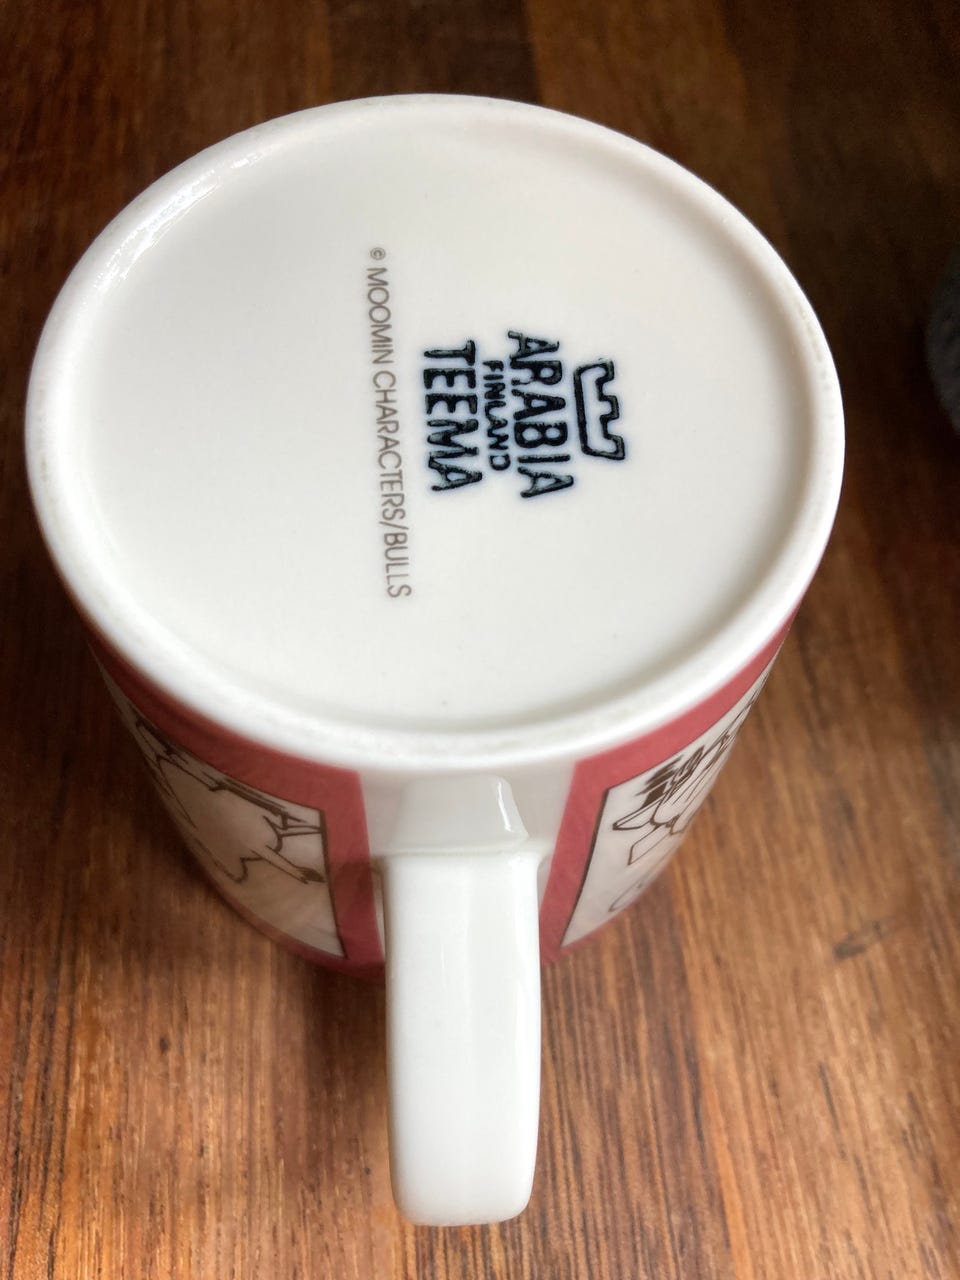 ARABIA
FINLAND
TEEMA
© MOOMIN CHARACTERS/BULLS